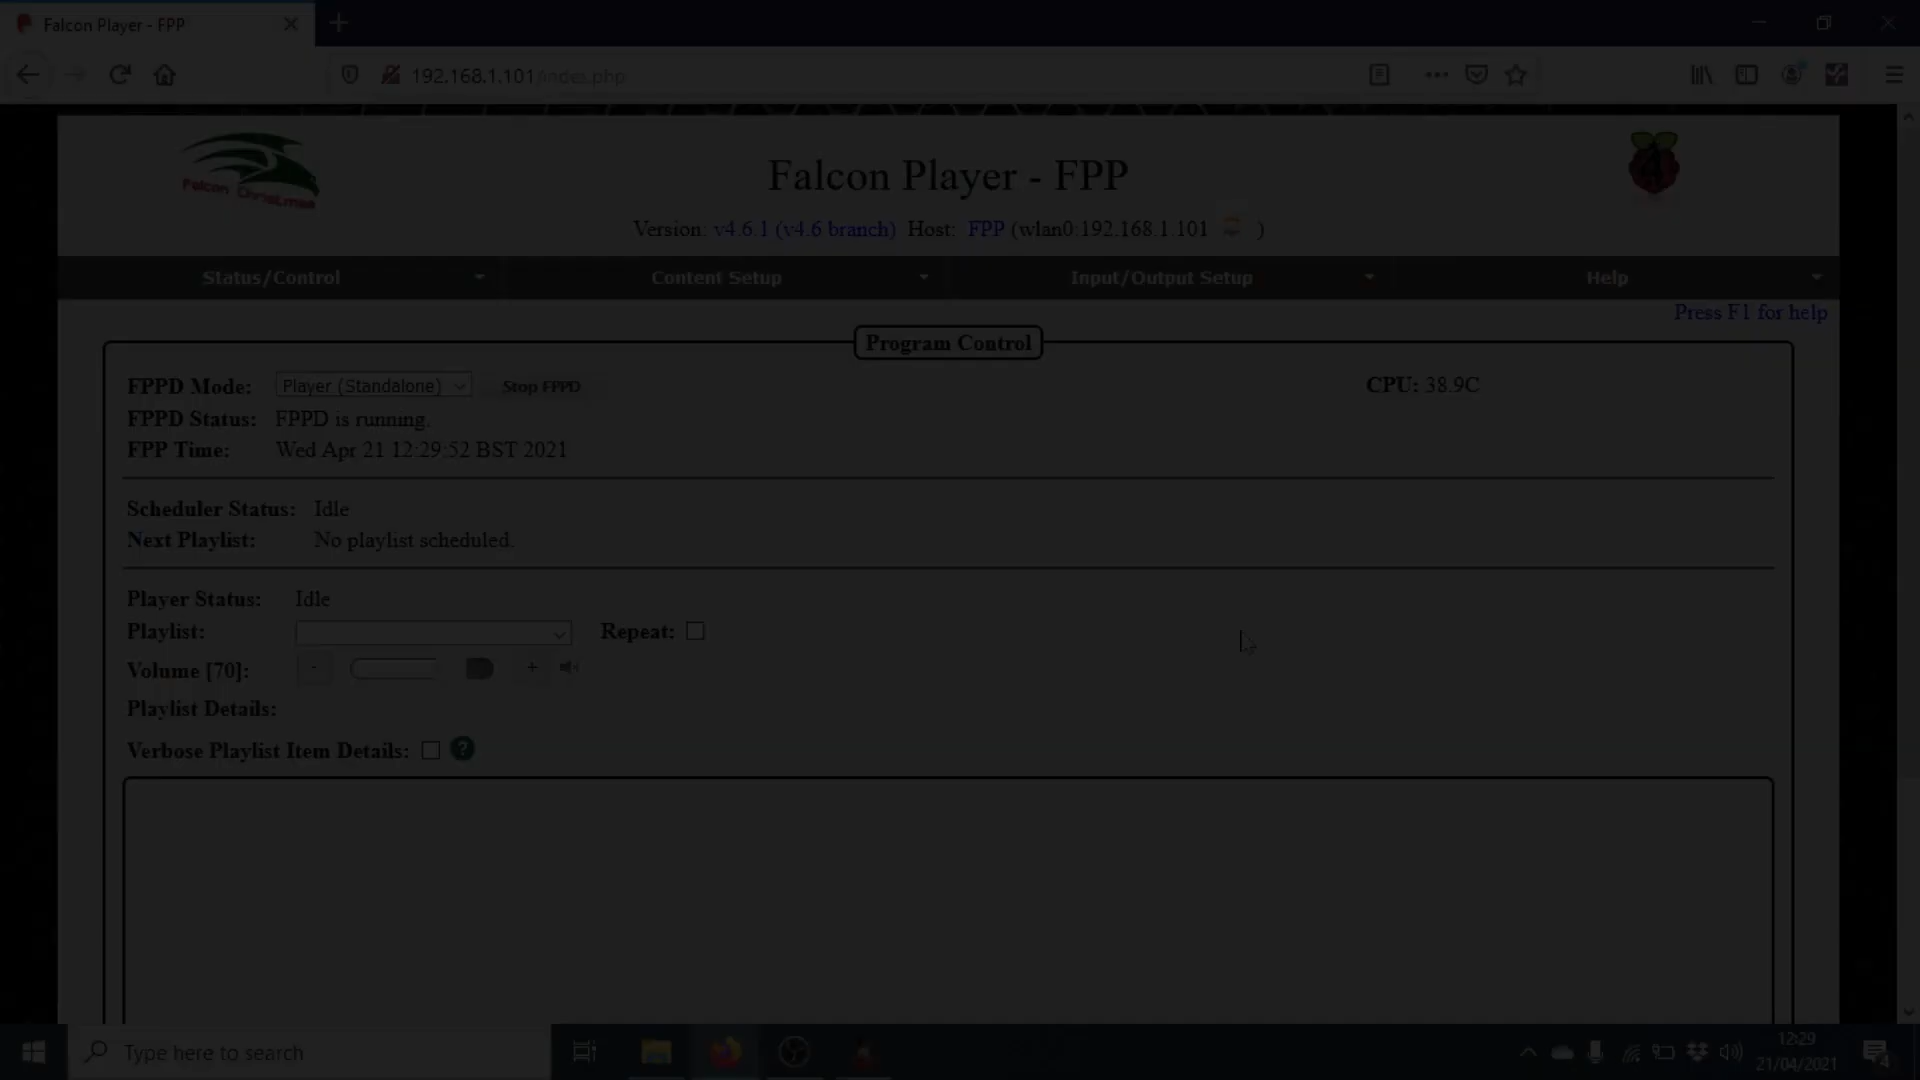 Falcon Player - FPP
192.168.1.101/index.php
Falcon Christmas
Falcon Player - FPP
Version: v4.6.1 (v4.6 branch) Host: FPP (wlan0:192.168.1.101 )
Status/Control Content Setup Input/Output Setup Help
Press F1 for help
Program Control
FPPD Mode: Player (Standalone) Stop FPPD CPU: 38.9C
FPPD Status: FPPD is running.
FPP Time: Wed Apr 21 12:29:52 BST 2021
Scheduler Status: Idle
Next Playlist: No playlist scheduled.
Player Status: Idle
Playlist: Repeat:
Volume [70]: - +
Playlist Details:
Verbose Playlist Item Details: ?
Type here to search
12:29
21/04/2021
4